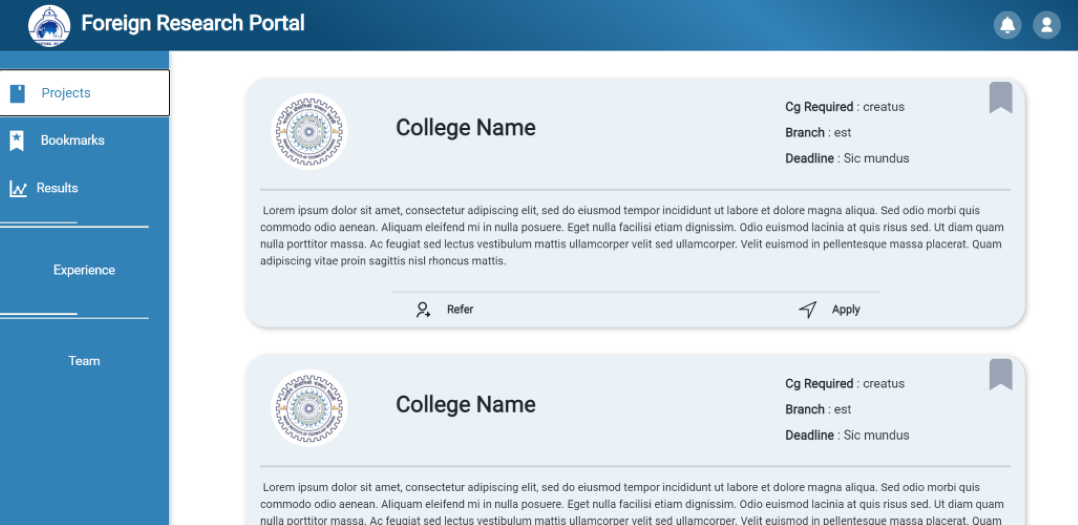 Foreign Research Portal
Projects
Bookmarks
Results
Experience
Team
College Name
Cg Required : creatus
Branch : est
Deadline : Sic mundus
Lorem ipsum dolor sit amet, consectetur adipiscing elit, sed do eiusmod tempor incididunt ut labore et dolore magna aliqua. Sed odio morbi quis
commodo odio aenean. Aliquam eleifend mi in nulla posuere. Eget nulla facilisi etiam dignissim. Odio euismod lacinia at quis risus sed. Ut diam quam
nulla porttitor massa. Ac feugiat sed lectus vestibulum mattis ullamcorper velit sed ullamcorper. Velit euismod in pellentesque massa placerat. Quam
adipiscing vitae proin sagittis nisl rhoncus mattis.
Refer
Apply
College Name
Cg Required : creatus
Branch : est
Deadline : Sic mundus
Lorem ipsum dolor sit amet, consectetur adipiscing elit, sed do eiusmod tempor incididunt ut labore et dolore magna aliqua. Sed odio morbi quis
commodo odio aenean. Aliquam eleifend mi in nulla posuere. Eget nulla facilisi etiam dignissim. Odio euismod lacinia at quis risus sed. Ut diam quam
nulla porttitor massa. Ac feugiat sed lectus vestibulum mattis ullamcorper velit sed ullamcorper. Velit euismod in pellentesque massa placerat. Quam